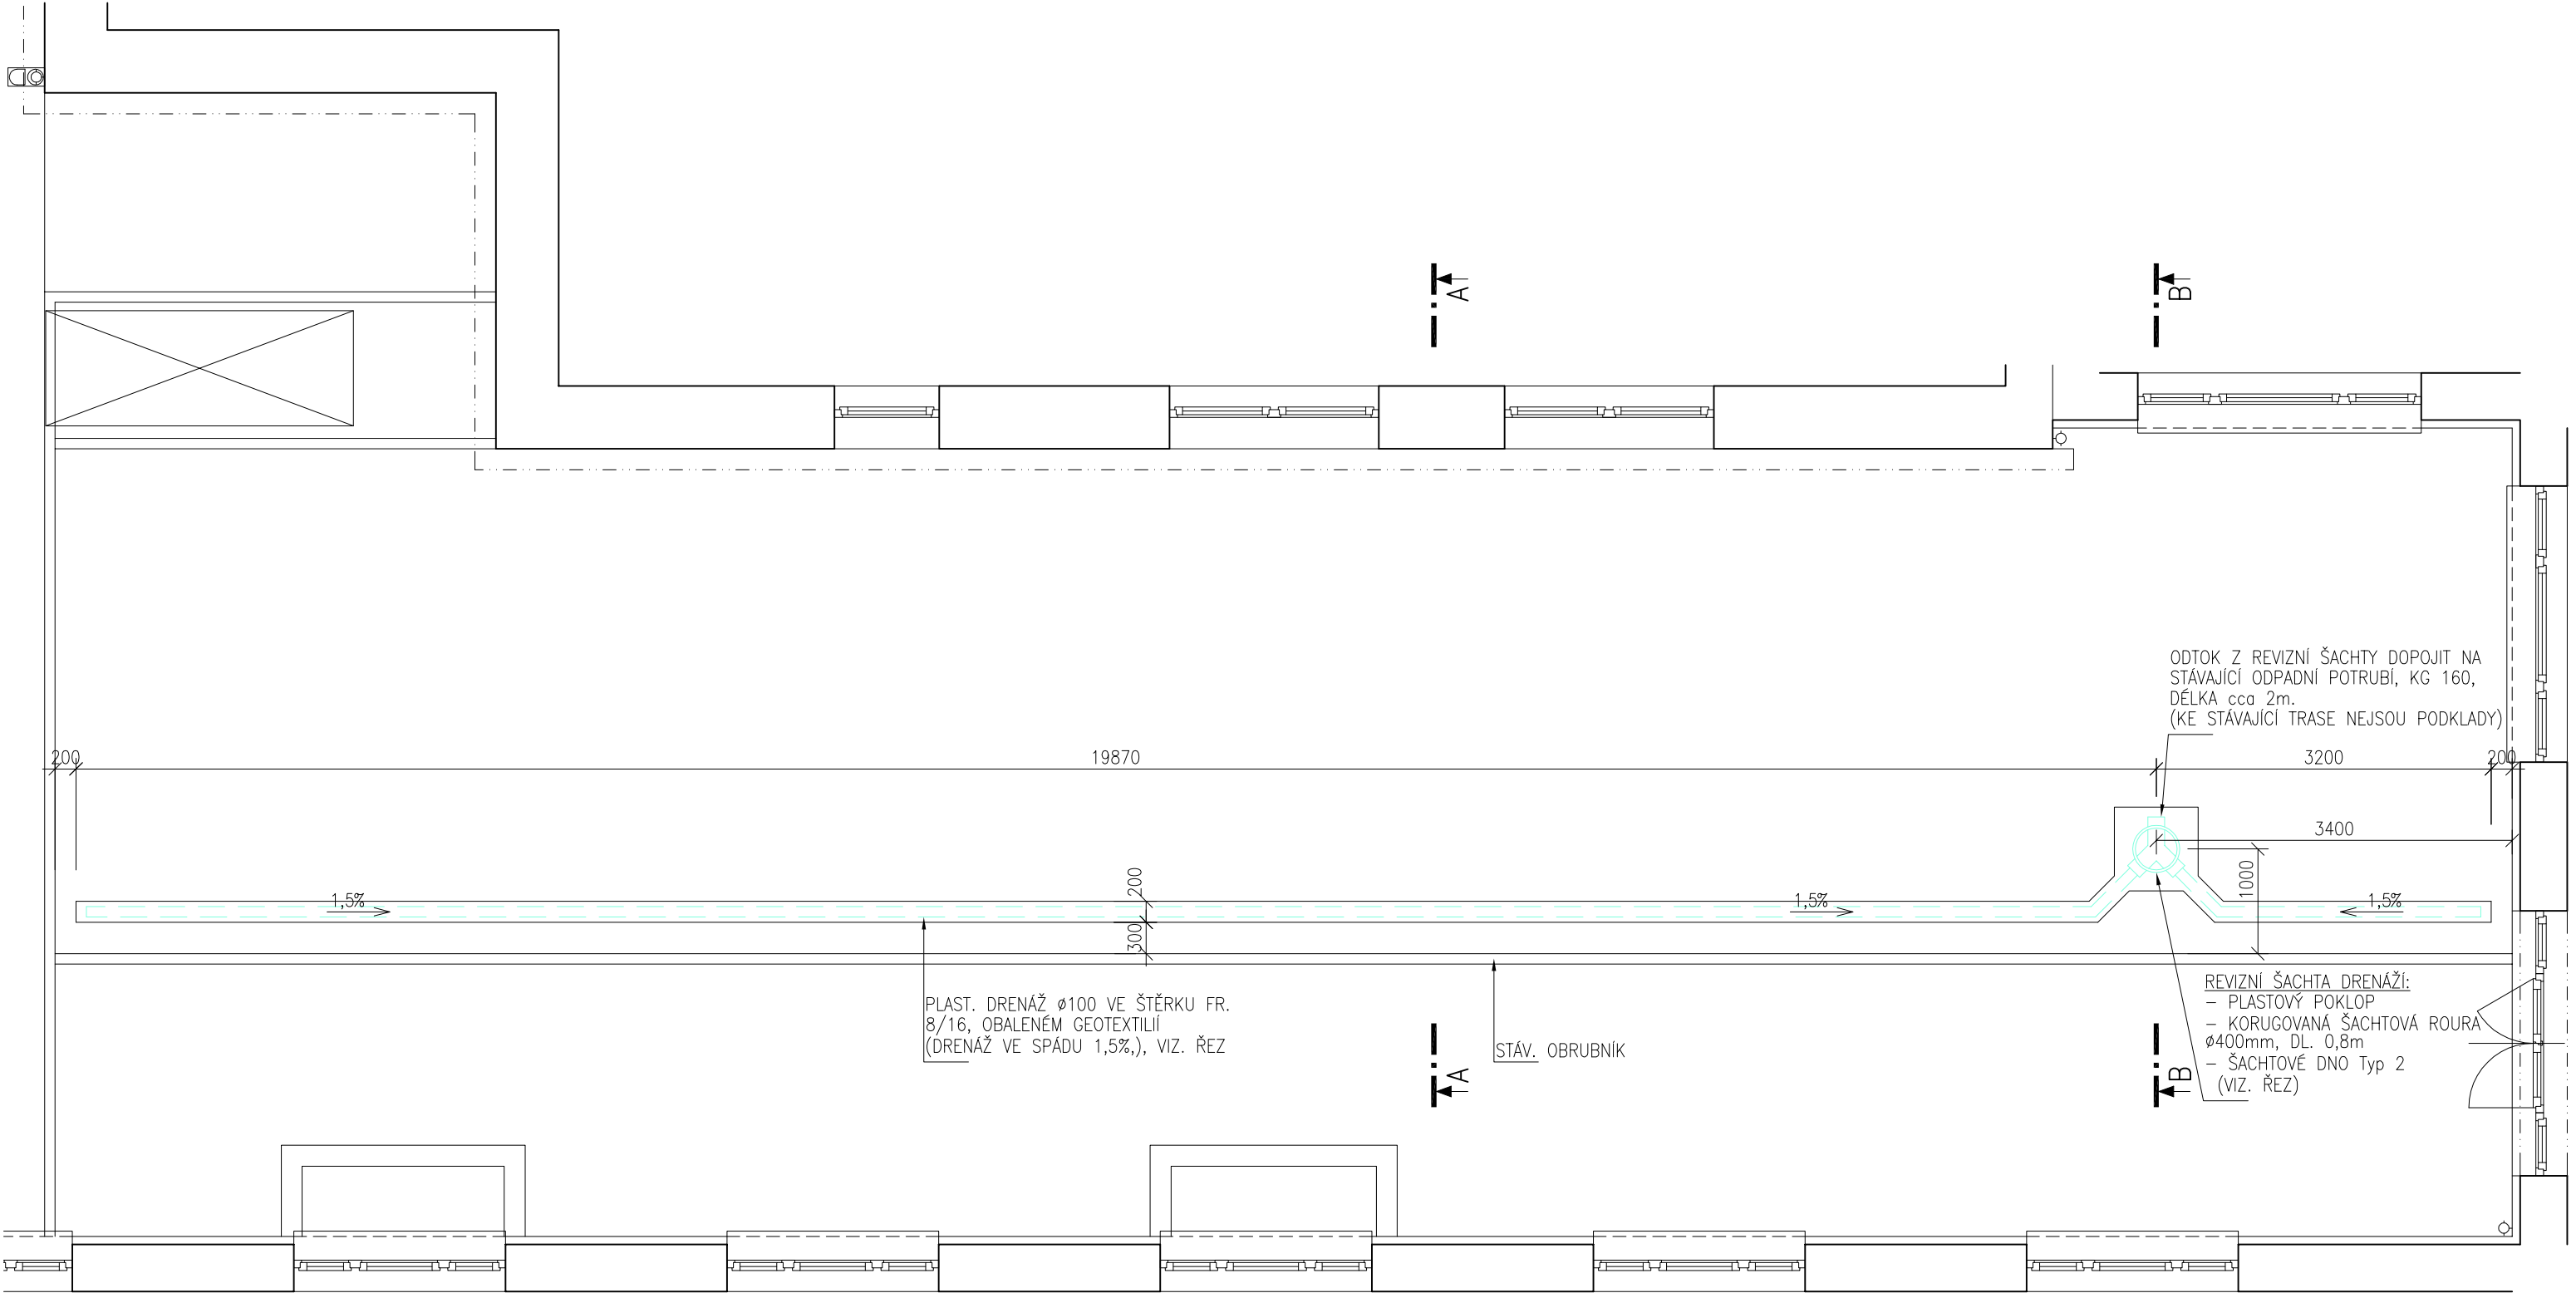 A
B
ODTOK Z REVIZNÍ ŠACHTY DOPOJIT NA
STÁVAJÍCÍ ODPADNÍ POTRUBÍ, KG 160,
DÉLKA cca 2m.
(KE STÁVAJÍCÍ TRASE NEJSOU PODKLADY)
200
19870
3200
200
3400
1000
200
300
1,5%
1,5%
1,5%
PLAST. DRENÁŽ ø100 VE ŠTĚRKU FR.
8/16, OBALENÉM GEOTEXTILIÍ
(DRENÁŽ VE SPÁDU 1,5%,), VIZ. ŘEZ
STÁV. OBRUBNÍK
REVIZNÍ ŠACHTA DRENÁŽÍ:
- PLASTOVÝ POKLOP
- KORUGOVANÁ ŠACHTOVÁ ROURA
ø400mm, DL. 0,8m
- ŠACHTOVÉ DNO Typ 2
(VIZ. ŘEZ)
A
B